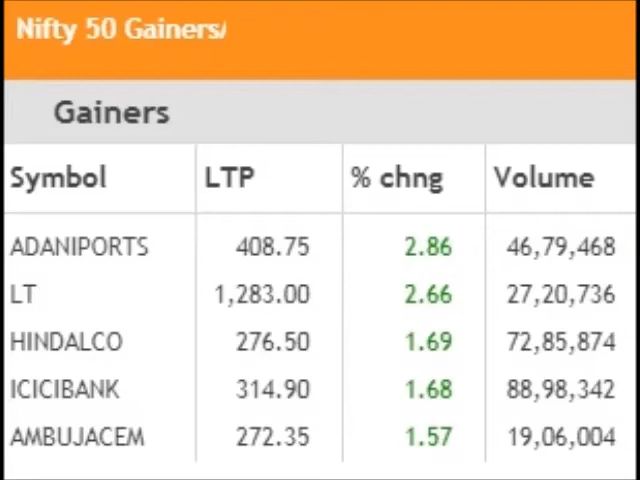 Nifty 50 Gainers/
Gainers
Symbol LTP % chng Volume
ADANIPORTS 408.75 2.86 46,79,468
LT 1,283.00 2.66 27,20,736
HINDALCO 276.50 1.69 72,85,874
ICICIBANK 314.90 1.68 88,98,342
AMBUJACEM 272.35 1.57 19,06,004